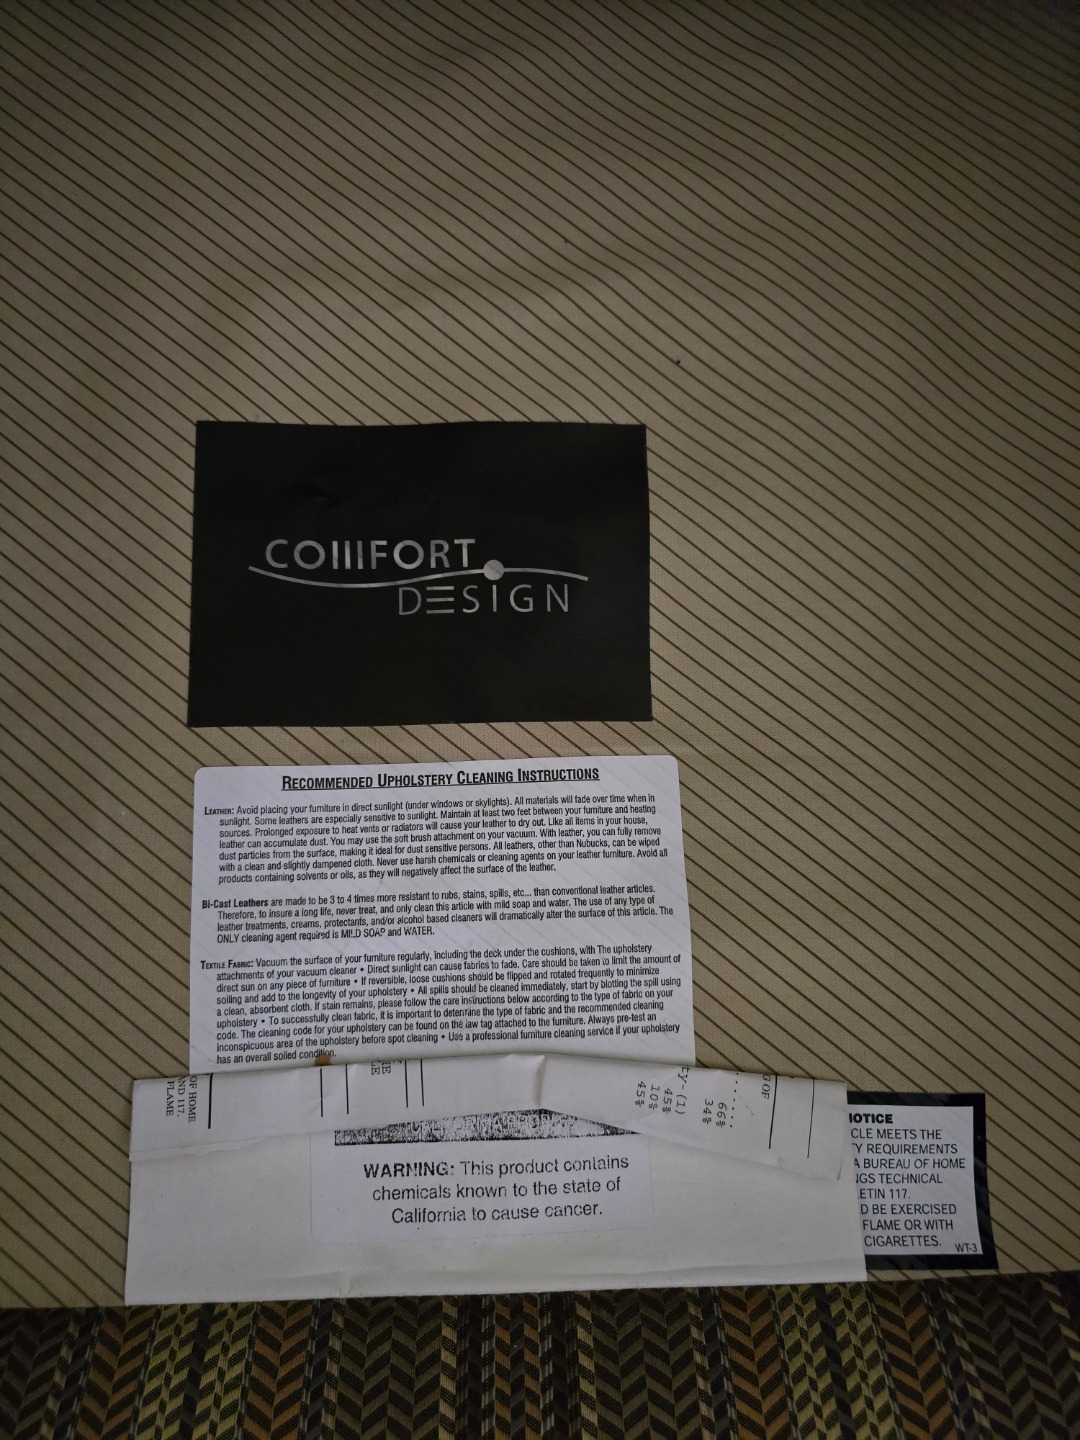 COMFORT
DESIGN
RECOMMENDED UPHOLSTERY CLEANING INSTRUCTIONS
LEATHER: Avoid placing your furniture in direct sunlight (under windows or skylights). All materials will fade over time when in
sunlight. Some leathers are especially sensitive to sunlight. Maintain at least two feet between your furniture and heating
sources. Prolonged exposure to heat vents or radiators will cause your leather to dry out. Like all items in your house,
leather can accumulate dust. You may use the soft brush attachment on your vacuum. With leather, you can fully remove
dust particles from the surface, making it ideal for dust sensitive persons. All leathers, other than Nubucks, can be wiped
with a clean and slightly dampened cloth. Never use harsh chemicals or cleaning agents on your leather furniture. Avoid all
products containing solvents or oils, as they will negatively affect the surface of the leather.
Bi-Cast Leathers are made to be 3 to 4 times more resistant to rubs, stains, spills, etc... than conventional leather articles.
Therefore, to insure a long life, never treat, and only clean this article with mild soap and water. The use of any type of
leather treatments, creams, protectants, and/or alcohol based cleaners will dramatically alter the surface of this article. The
ONLY cleaning agent required is MILD SOAP and WATER.
TEXTILE FABRIC: Vacuum the surface of your furniture regularly, including the deck under the cushions, with The upholstery
attachments of your vacuum cleaner • Direct sunlight can cause fabrics to fade. Care should be taken to limit the amount of
direct sun on any piece of furniture • If reversible, loose cushions should be flipped and rotated frequently to minimize
soiling and add to the longevity of your upholstery • All spills should be cleaned immediately, start by blotting the spill using
a clean, absorbent cloth. If stain remains, please follow the care instructions below according to the type of fabric on your
upholstery • To successfully clean fabric, it is important to determine the type of fabric and the recommended cleaning
code. The cleaning code for your upholstery can be found on the law tag attached to the furniture. Always pre-test an
inconspicuous area of the upholstery before spot cleaning • Use a professional furniture cleaning service if your upholstery
has an overall soiled condition.
OF HOME
ND 117.
FLAME
HE
LE
ty-(1)
45%
10%
45%
66%
34%
G OF
WARNING: This product contains
chemicals known to the state of
California to cause cancer.
NOTICE
CLE MEETS THE
Y REQUIREMENTS
A BUREAU OF HOME
NGS TECHNICAL
ETIN 117.
D BE EXERCISED
FLAME OR WITH
CIGARETTES.
WT-3